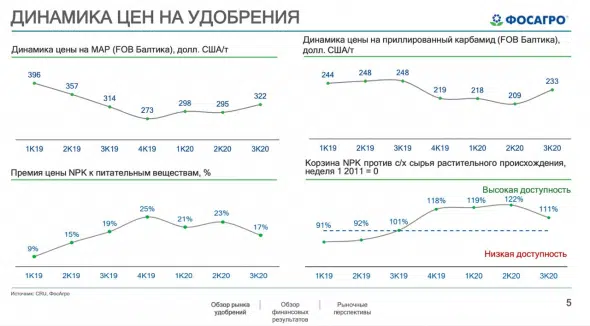 ДИНАМИКА ЦЕН НА УДОБРЕНИЯ
ФОСАГРО
Динамика цены на MAP (FOB Балтика), долл. США/т
396
357
314
273
298
295
322
1К19
2К19
3К19
4К19
1К20
2К20
3К20
Динамика цены на приллированный карбамид (FOB Балтика),
долл. США/т
244
248
248
219
218
209
233
1К19
2К19
3К19
4К19
1К20
2К20
3К20
Премия цены NPK к питательным веществам, %
9%
15%
19%
25%
21%
23%
17%
1К19
2К19
3К19
4К19
1К20
2К20
3К20
Корзина NPK против с/х сырья растительного происхождения,
неделя 1 2011 = 0
Высокая доступность
91%
92%
101%
118%
119%
122%
111%
Низкая доступность
1К19
2К19
3К19
4К19
1К20
2К20
3К20
Источники: CRU, ФосАгро
Обзор рынка
удобрений
Обзор
финансовых
результатов
Рыночные
перспективы
5